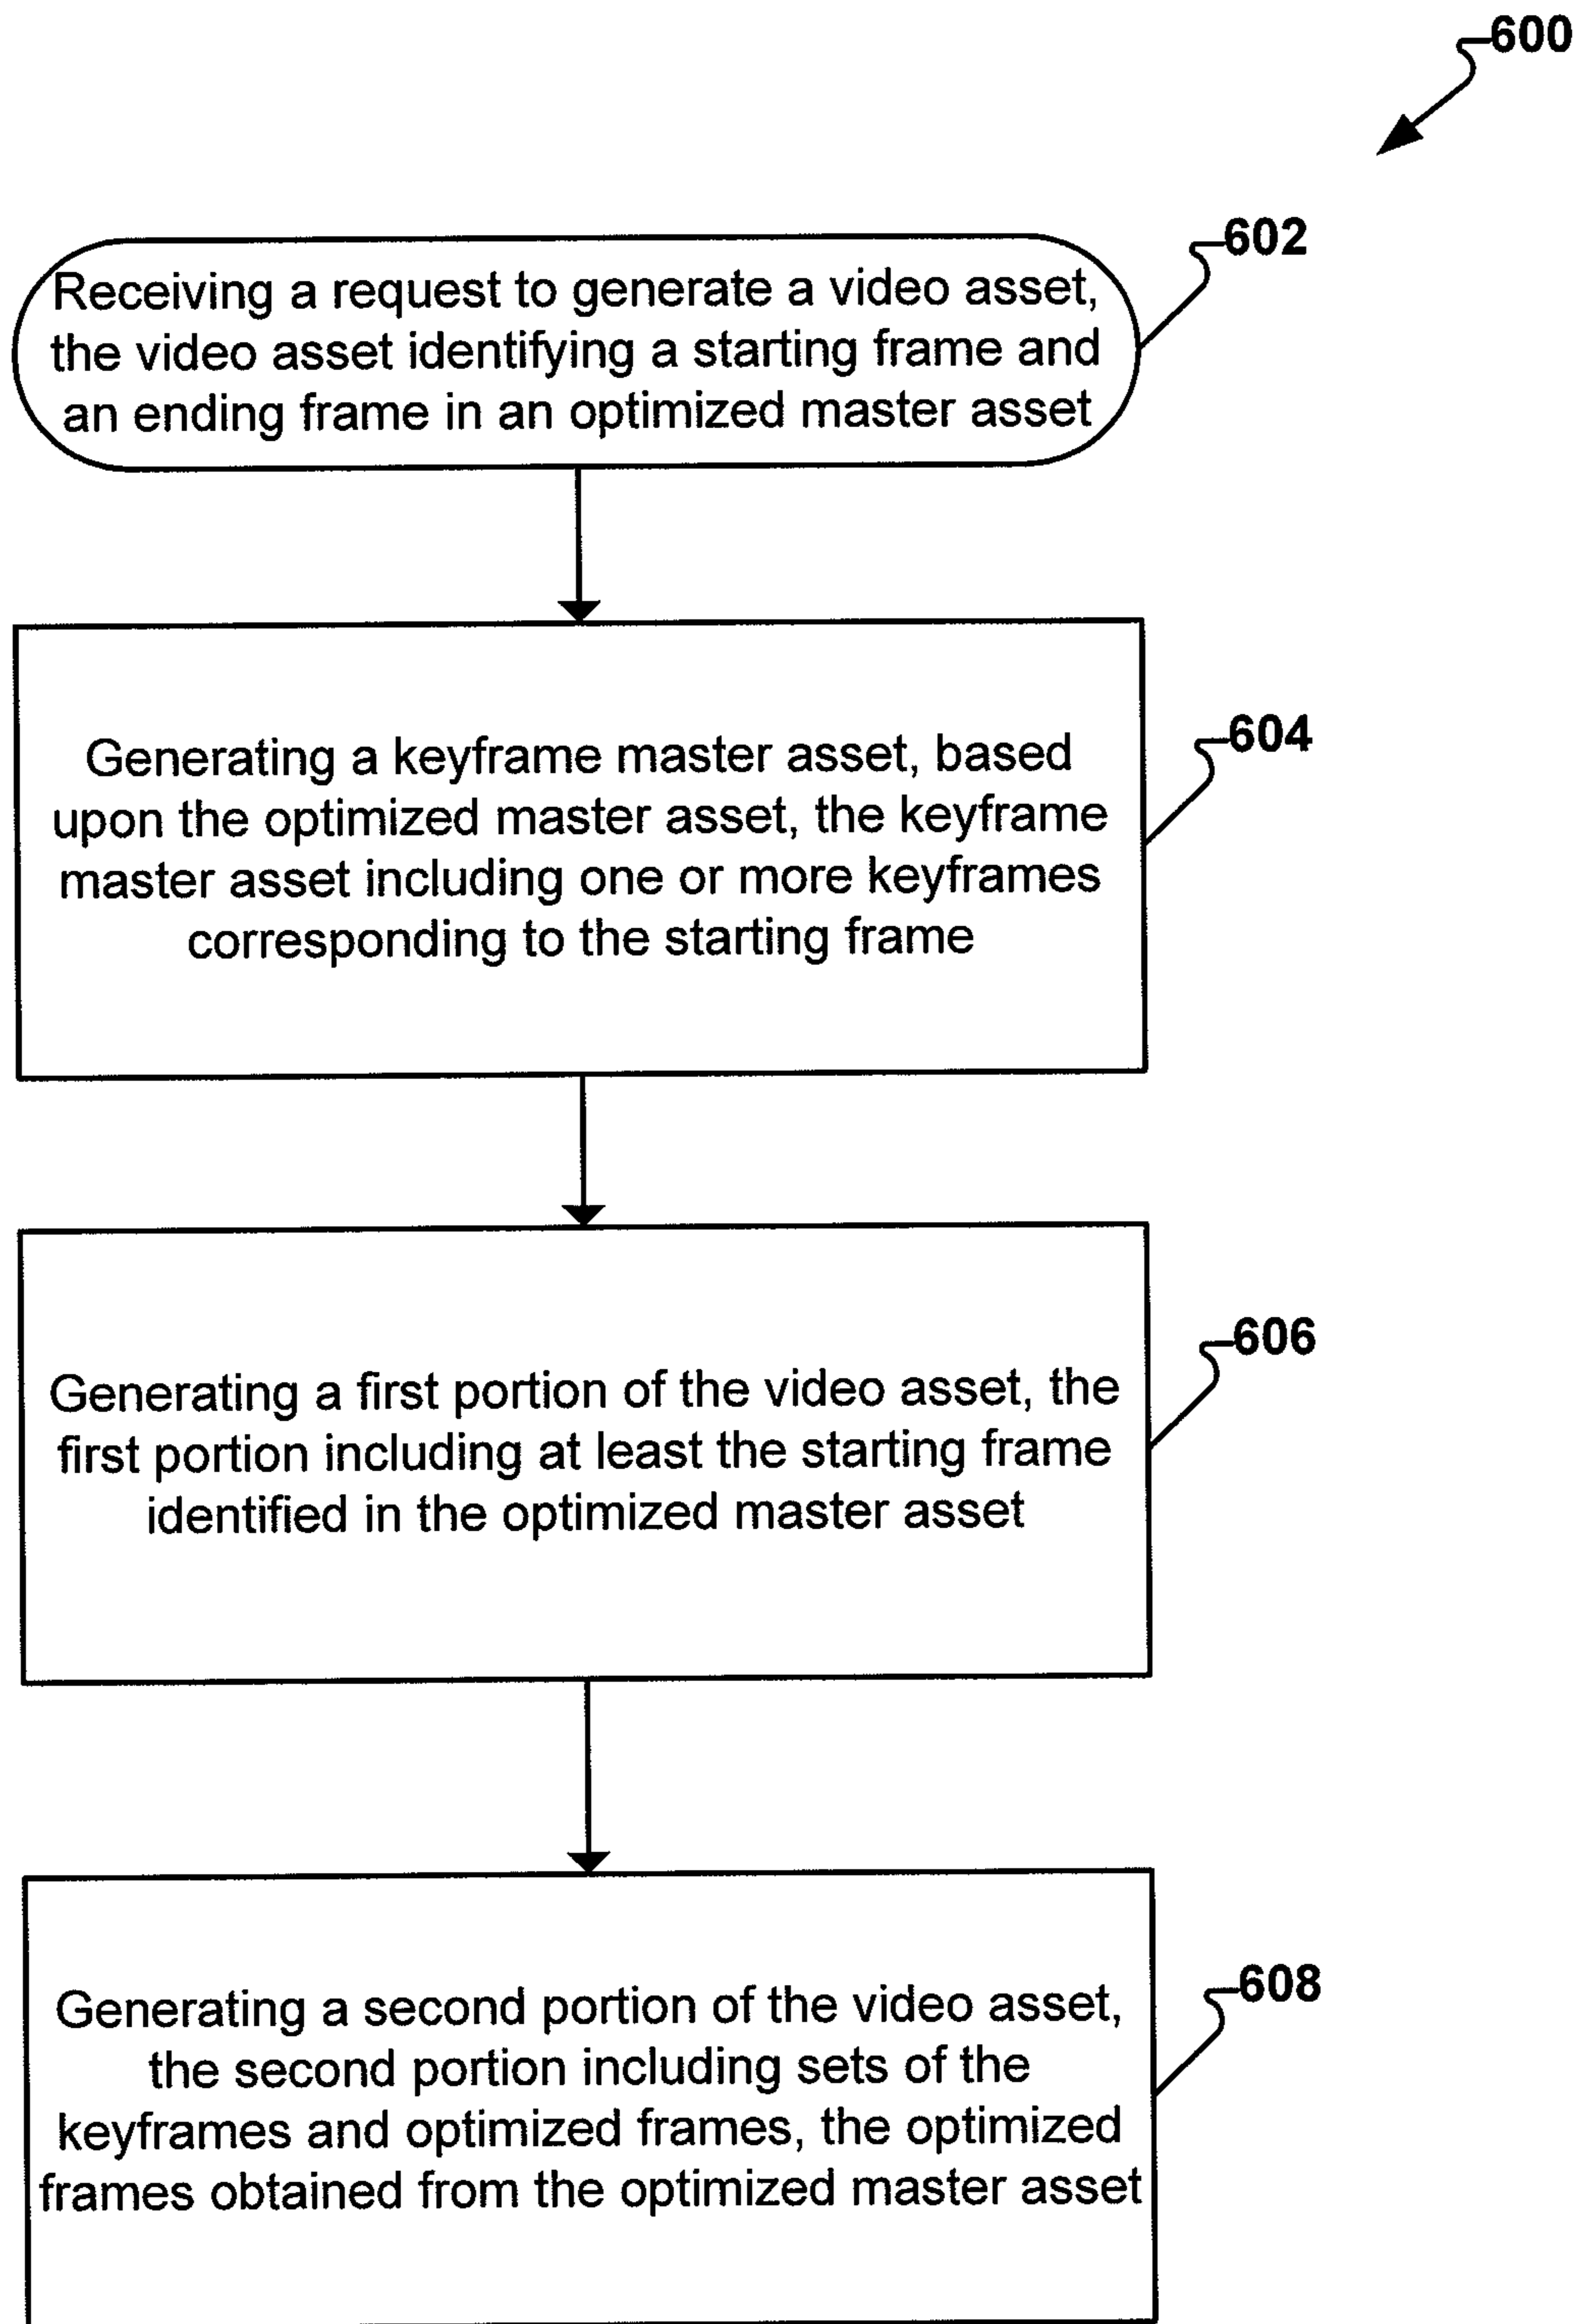 600
602
Receiving a request to generate a video asset,
the video asset identifying a starting frame and
an ending frame in an optimized master asset
604
Generating a keyframe master asset, based
upon the optimized master asset, the keyframe
master asset including one or more keyframes
corresponding to the starting frame
606
Generating a first portion of the video asset, the
first portion including at least the starting frame
identified in the optimized master asset
608
Generating a second portion of the video asset,
the second portion including sets of the
keyframes and optimized frames, the optimized
frames obtained from the optimized master asset